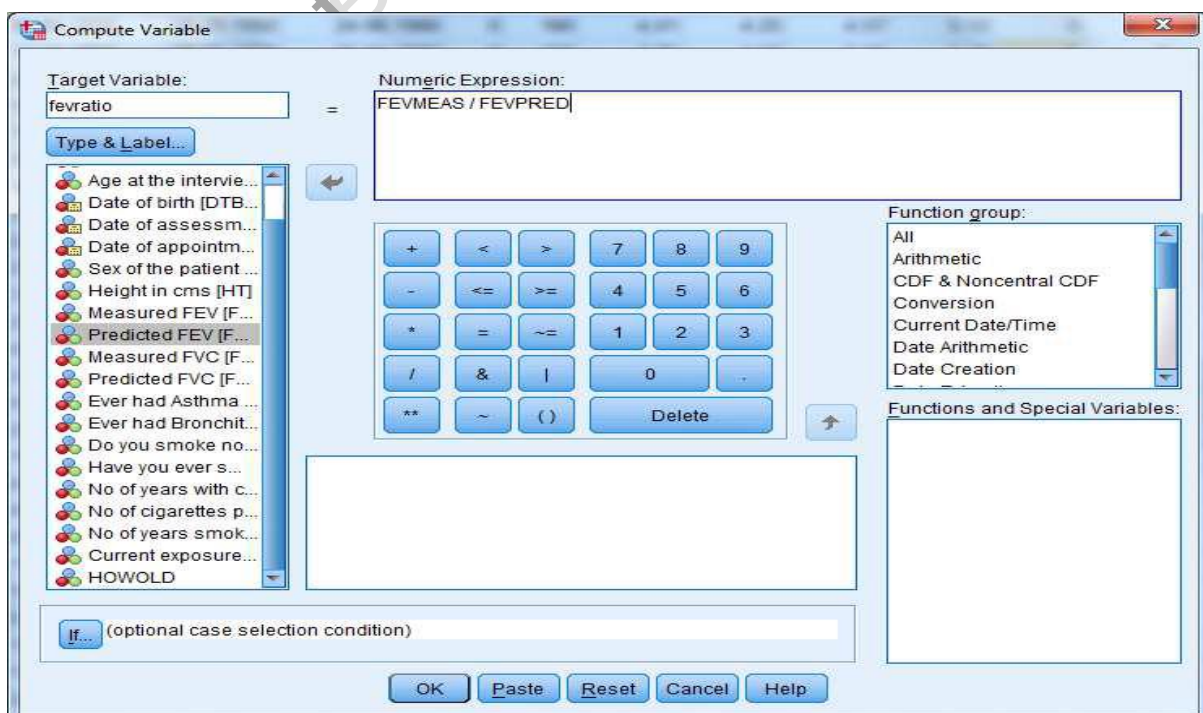 Compute Variable
Target Variable:
fevratio
=
Numeric Expression:
FEVMEAS / FEVPRED
Type & Label...
Age at the intervie...
Date of birth [DTB...
Date of assessm...
Date of appointm...
Sex of the patient ...
Height in cms [HT]
Measured FEV [F...
Predicted FEV [F...
Measured FVC [F...
Predicted FVC [F...
Ever had Asthma ...
Ever had Bronchit...
Do you smoke no...
Have you ever s...
No of years with c...
No of cigarettes p...
No of years smok...
Current exposure...
HOWOLD
+ < > 7 8 9
- <= >= 4 5 6
* = ~= 1 2 3
/ & | 0 .
** ~ ( ) Delete
Function group:
All
Arithmetic
CDF & Noncentral CDF
Conversion
Current Date/Time
Date Arithmetic
Date Creation
Functions and Special Variables:
If... (optional case selection condition)
OK Paste Reset Cancel Help